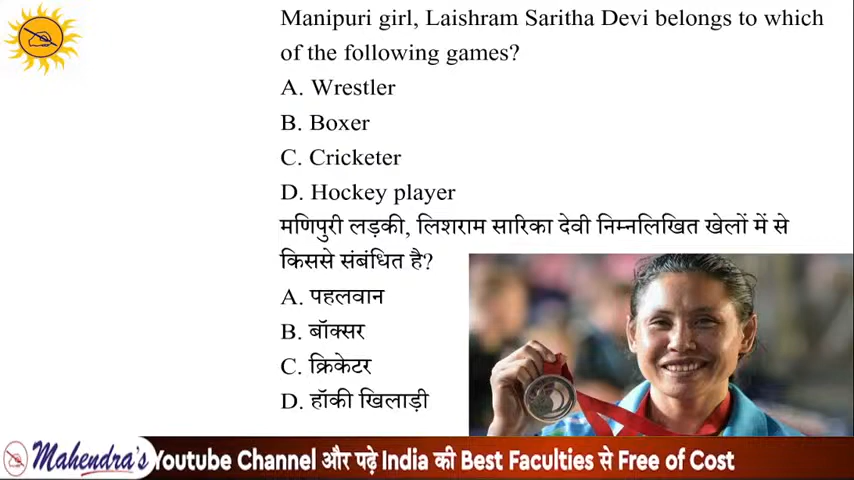 Manipuri girl, Laishram Saritha Devi belongs to which
of the following games?
A. Wrestler
B. Boxer
C. Cricketer
D. Hockey player
मणिपुरी लड़की, लिशराम सारिका देवी निम्नलिखित खेलों में से
किससे संबंधित है?
A. पहलवान
B. बॉक्सर
C. क्रिकेटर
D. हॉकी खिलाड़ी
Mahendra's Youtube Channel और पढ़े India की Best Faculties से Free of Cost